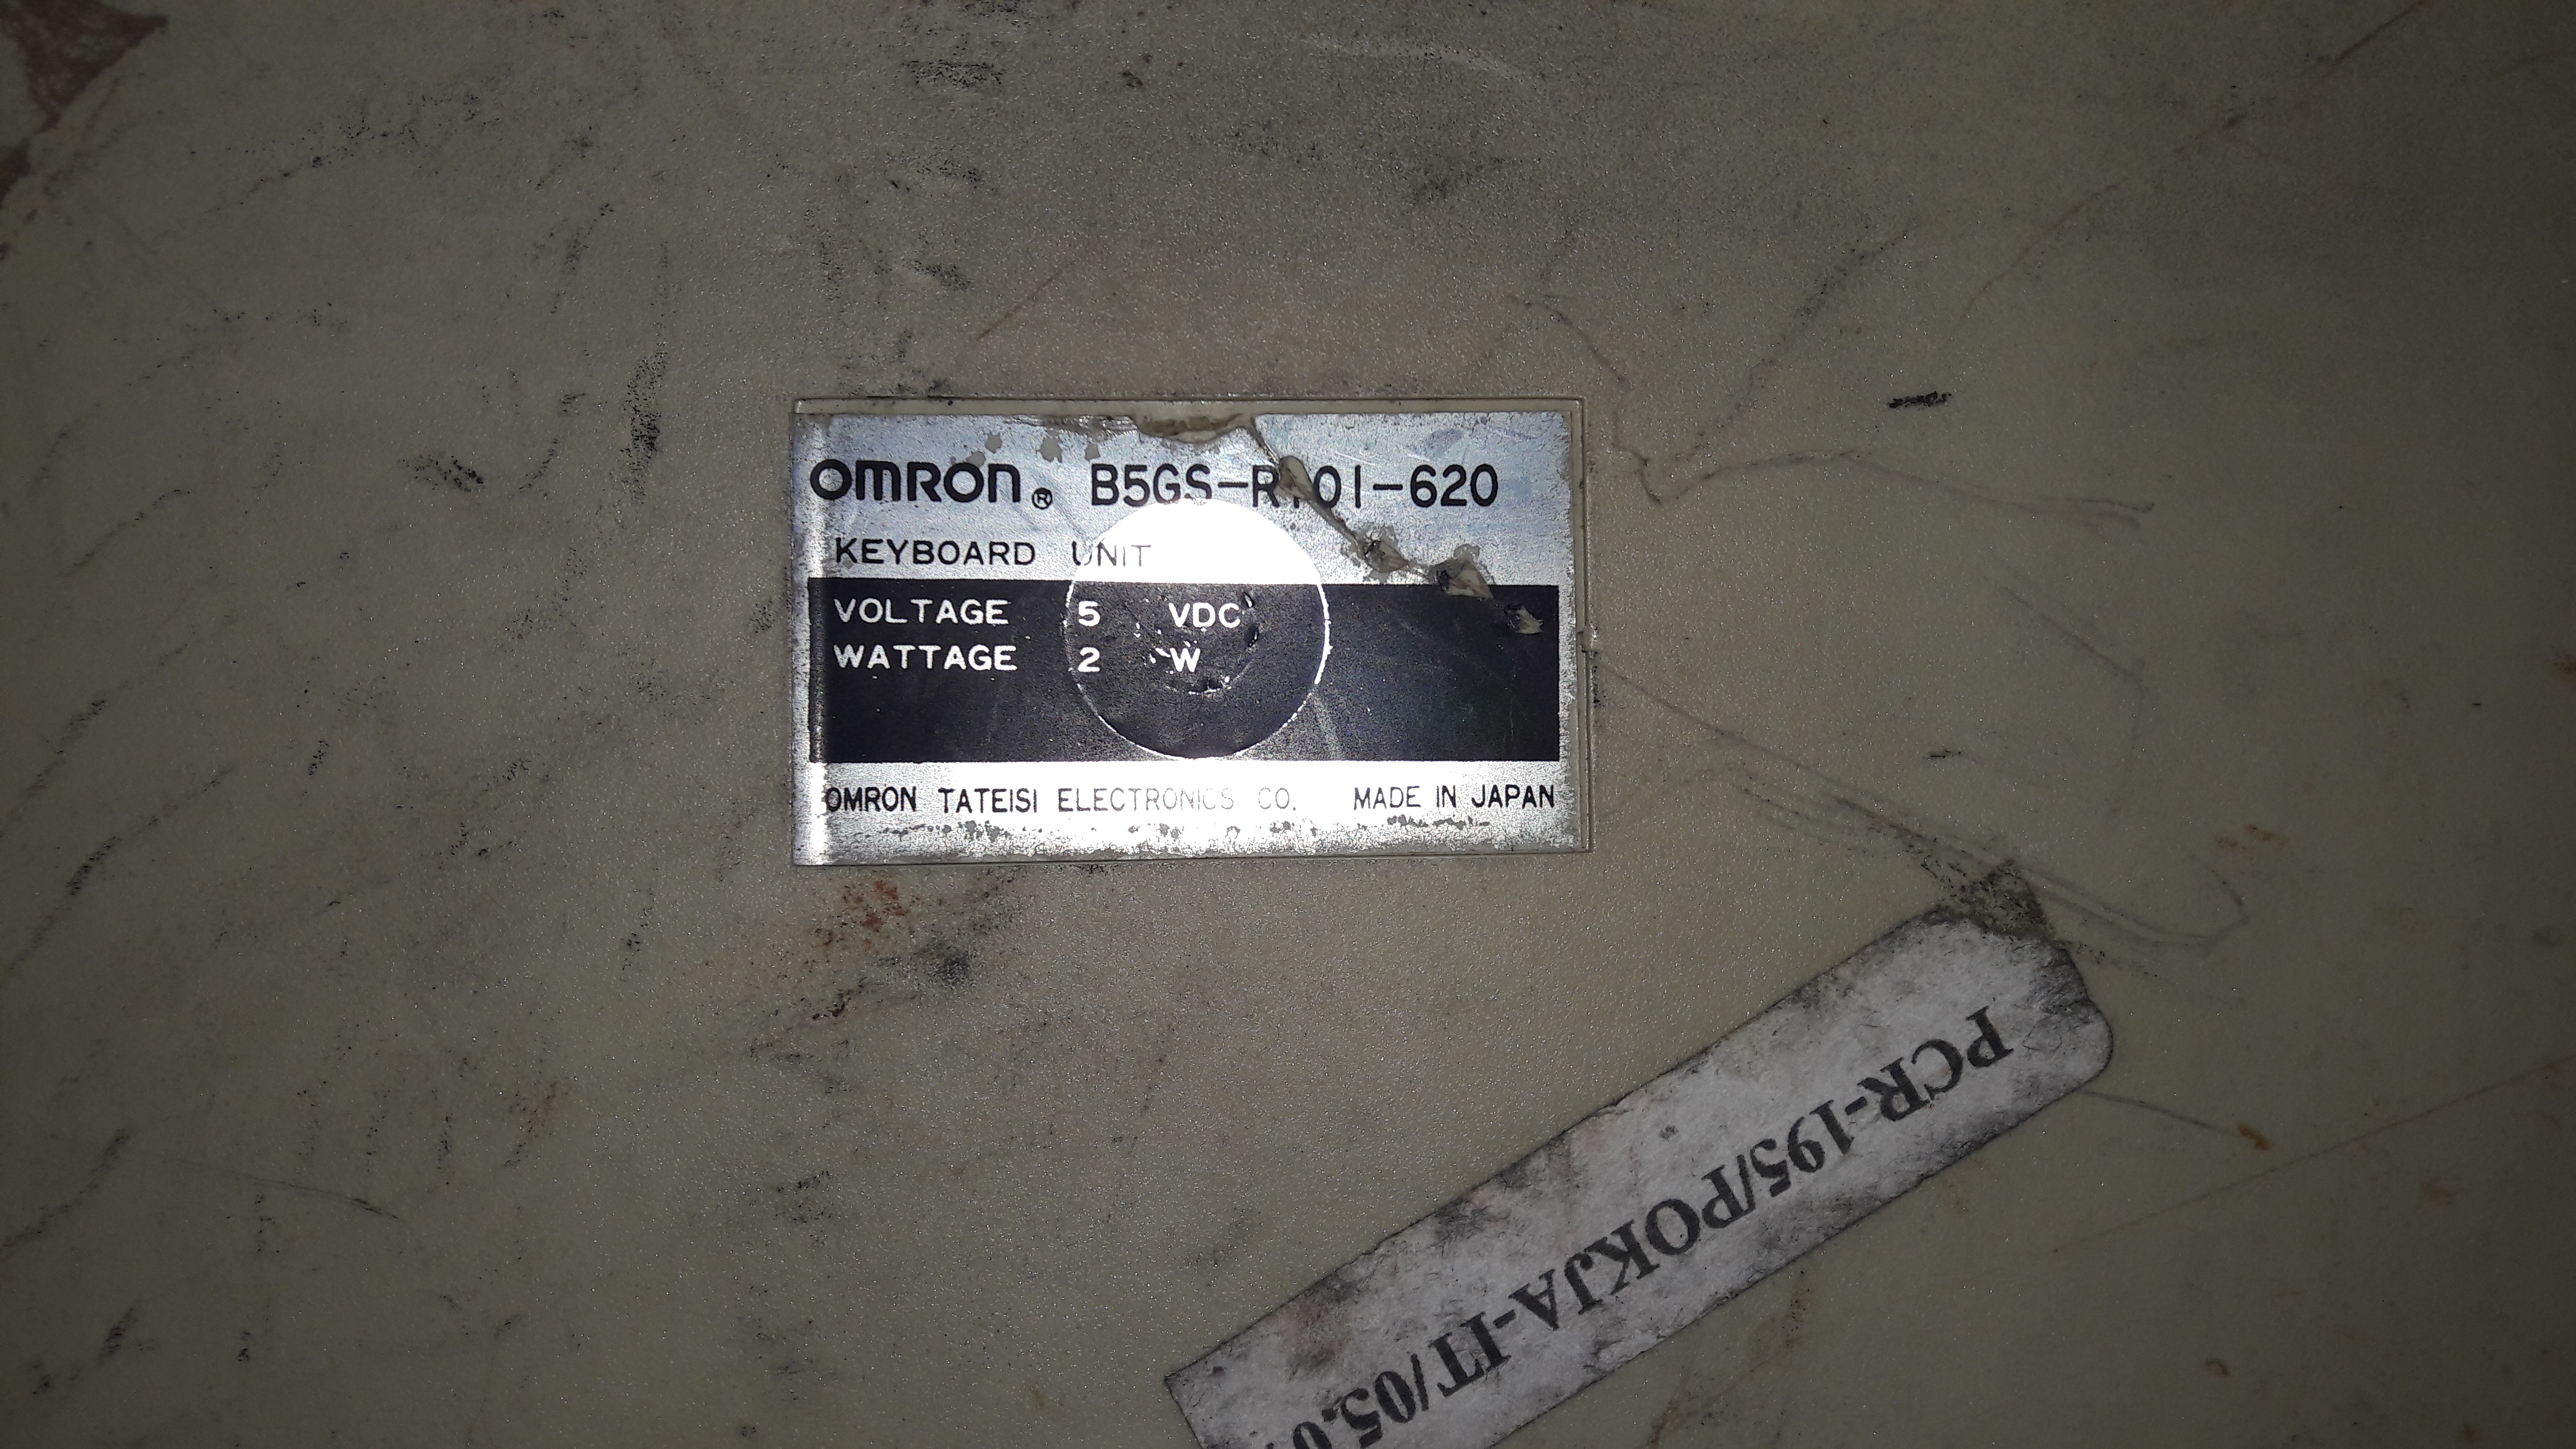 OMRON® B5GS-R101-620
KEYBOARD UNIT
VOLTAGE 5 VDC
WATTAGE 2 W
OMRON TATEISI ELECTRONICS CO. MADE IN JAPAN
PCR-195/POKJA-IT/05.0